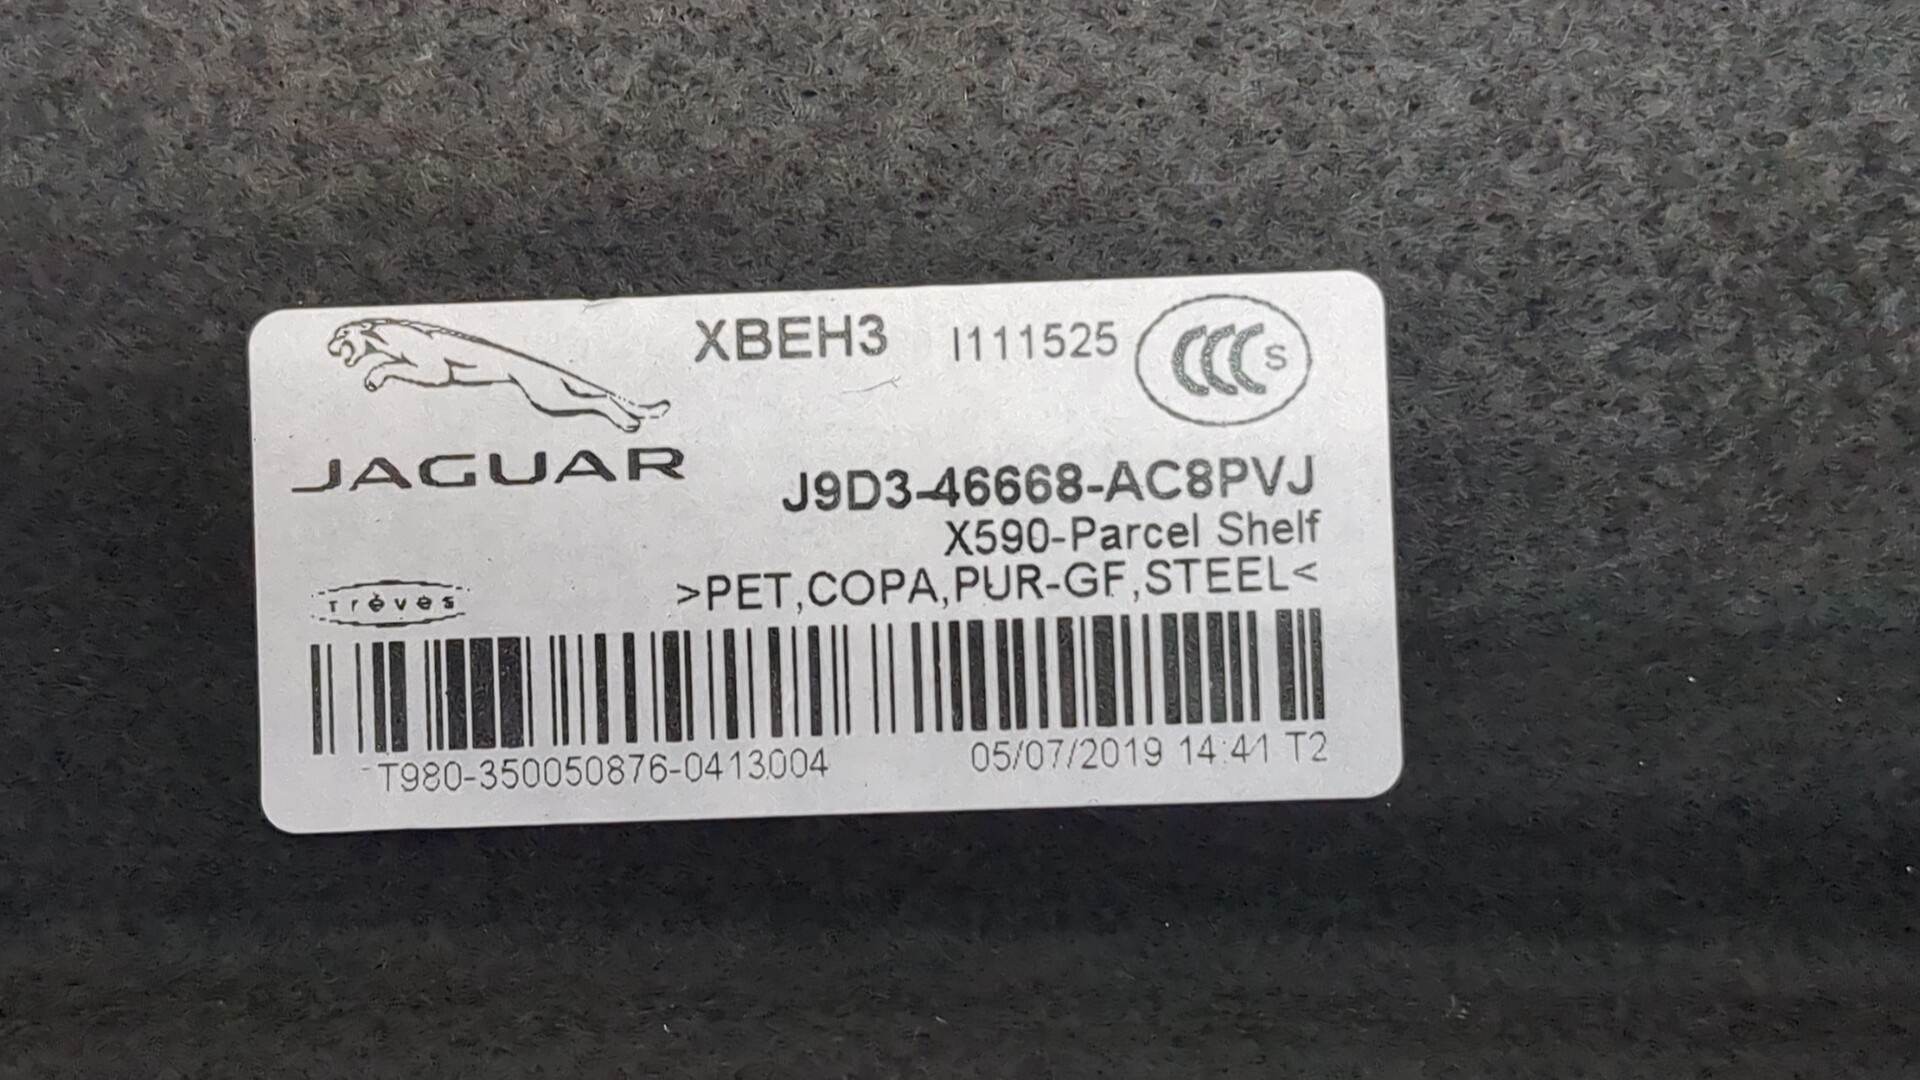 XBEH3 I111525 CCC S
JAGUAR
J9D3-46668-AC8PVJ
X590-Parcel Shelf
Trèves
>PET,COPA,PUR-GF,STEEL<
T980-350050876-0413004 05/07/2019 14:41 T2